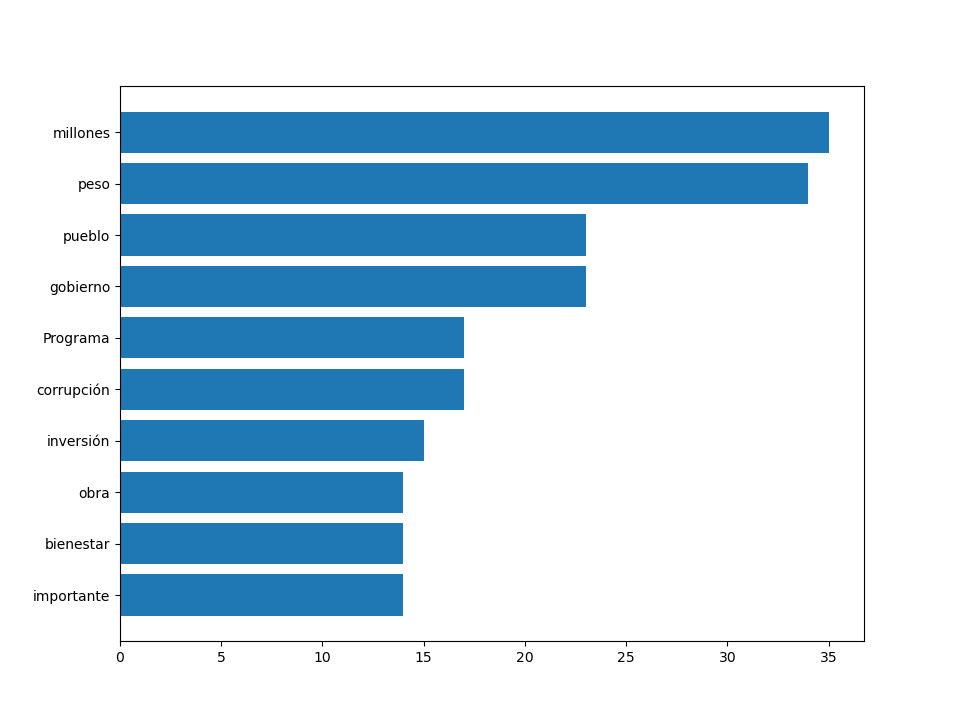 millones
peso
pueblo
gobierno
Programa
corrupción
inversión
obra
bienestar
importante
0 5 10 15 20 25 30 35